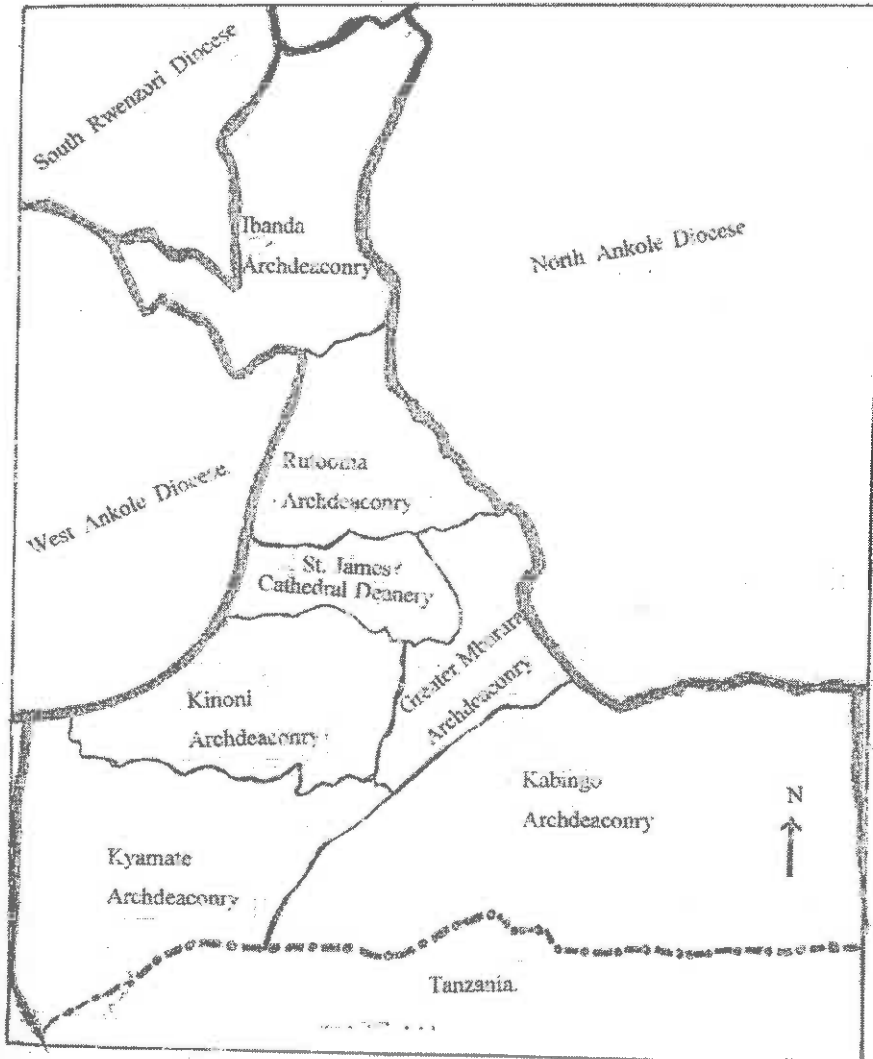 South Rwenzori Diocese
Ibanda
Archdeaconry
North Ankole Diocese
West Ankole Diocese.
Rutooma
Archdeaconry
St. James'
Cathedral Deanery
Greater Mbarara
Archdeaconry
Kinoni
Archdeaconry
Kabingo
Archdeaconry
N
Kyamate
Archdeaconry
Tanzania.